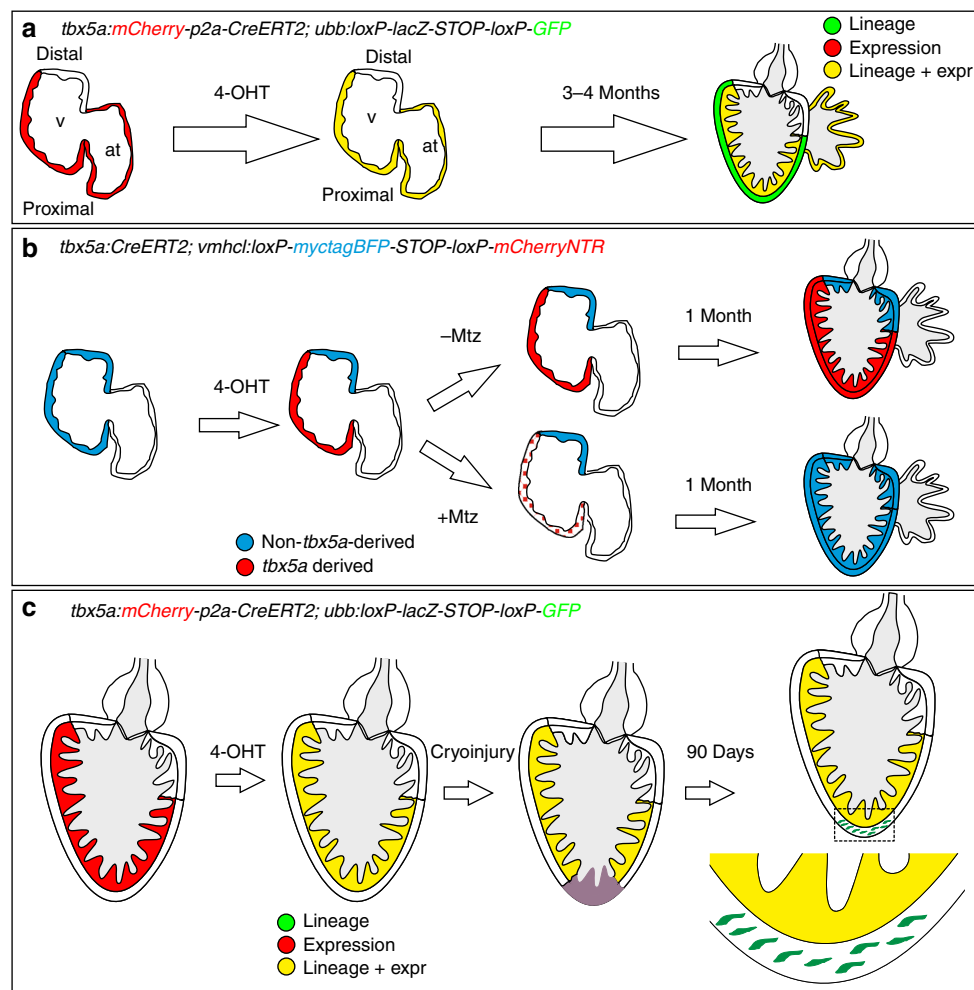 a
tbx5a:mCherry-p2a-CreERT2; ubb:loxP-lacZ-STOP-loxP-GFP
Lineage
Expression
Lineage + expr
Distal
v
at
Proximal
4-OHT
Distal
v
at
Proximal
3–4 Months
b
tbx5a:CreERT2; vmhcl:loxP-myctagBFP-STOP-loxP-mCherryNTR
4-OHT
–Mtz
1 Month
+Mtz
1 Month
Non-tbx5a-derived
tbx5a derived
c
tbx5a:mCherry-p2a-CreERT2; ubb:loxP-lacZ-STOP-loxP-GFP
4-OHT
Cryoinjury
90 Days
Lineage
Expression
Lineage + expr